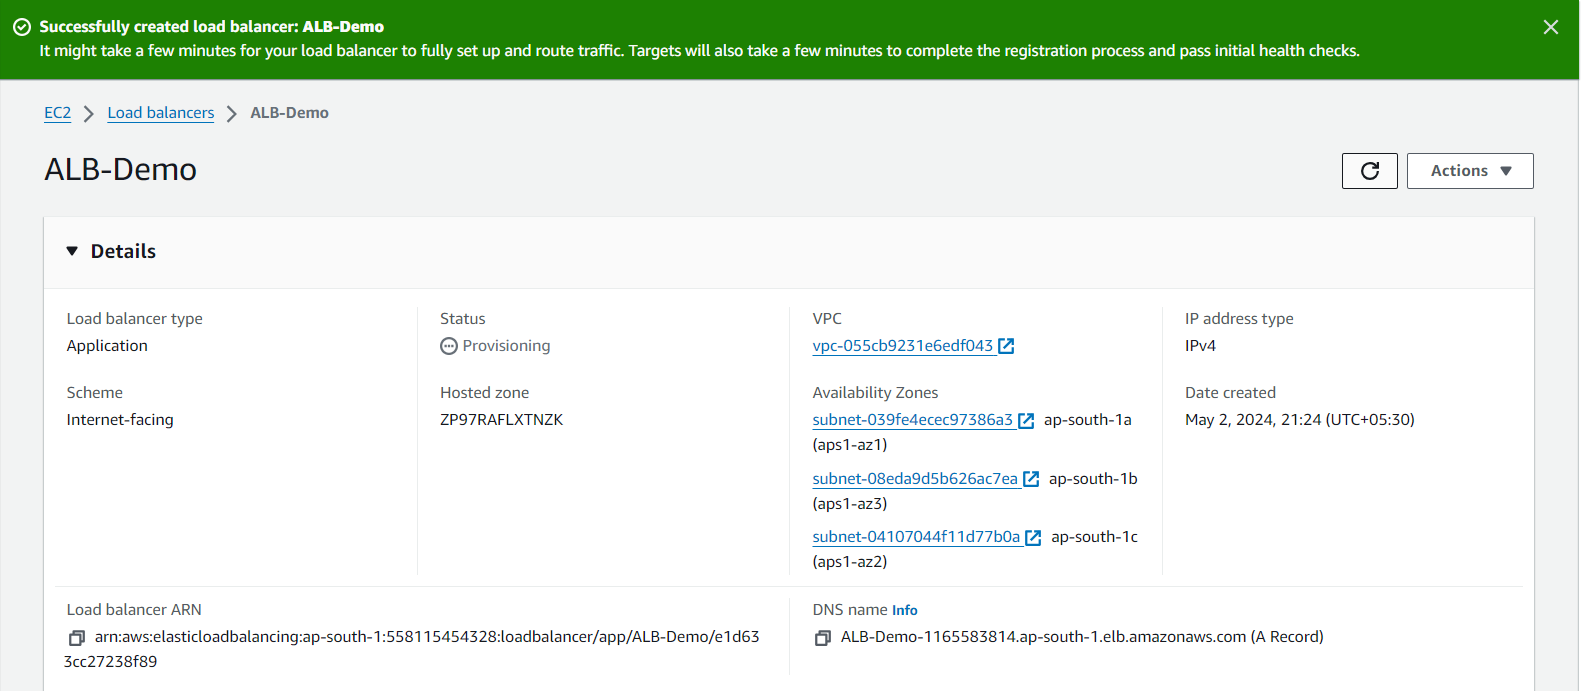 Successfully created load balancer: ALB-Demo
It might take a few minutes for your load balancer to fully set up and route traffic. Targets will also take a few minutes to complete the registration process and pass initial health checks.
EC2 > Load balancers > ALB-Demo
ALB-Demo
Actions
Details
Load balancer type
Application
Status
Provisioning
VPC
vpc-055cb9231e6edf043
IP address type
IPv4
Scheme
Internet-facing
Hosted zone
ZP97RAFLXTNZK
Availability Zones
subnet-039fe4ecec97386a3 ap-south-1a
(aps1-az1)
subnet-08eda9d5b626ac7ea ap-south-1b
(aps1-az3)
subnet-04107044f11d77b0a ap-south-1c
(aps1-az2)
Date created
May 2, 2024, 21:24 (UTC+05:30)
Load balancer ARN
arn:aws:elasticloadbalancing:ap-south-1:558115454328:loadbalancer/app/ALB-Demo/e1d63
3cc27238f89
DNS name Info
ALB-Demo-1165583814.ap-south-1.elb.amazonaws.com (A Record)